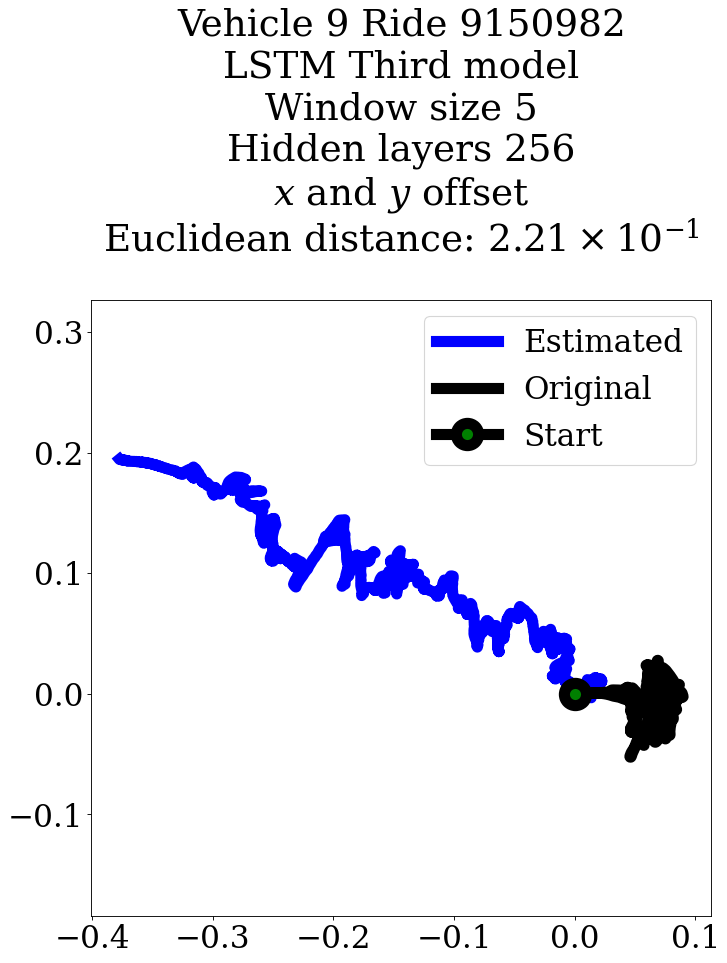 Vehicle 9 Ride 9150982
LSTM Third model
Window size 5
Hidden layers 256
x and y offset
Euclidean distance: 2.21 × 10⁻¹
Estimated
Original
Start
0.3
0.2
0.1
0.0
−0.1
−0.4 −0.3 −0.2 −0.1 0.0 0.1